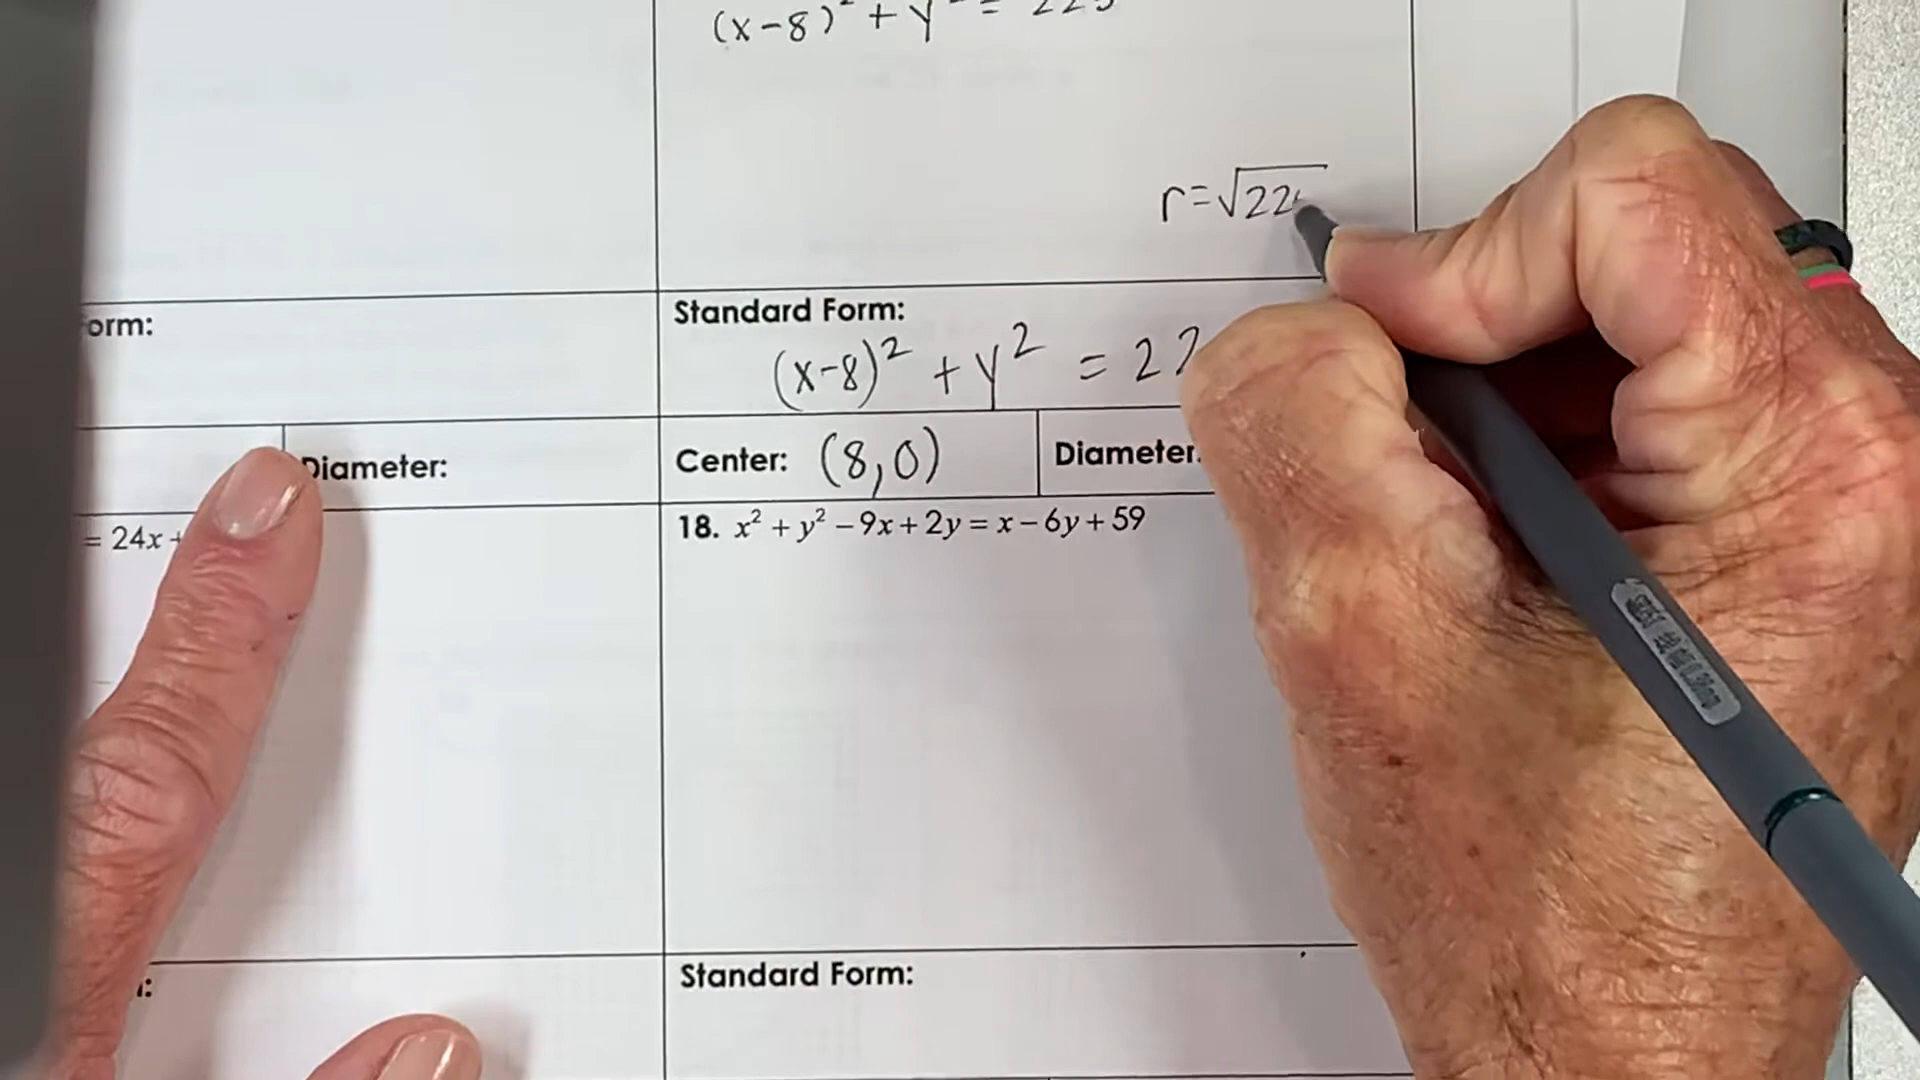 (x-8)² + y² = 225
r=√22
orm:
Standard Form:
(x-8)² + y² = 22
Diameter:
Center: (8,0)
Diameter
= 24x +
18. x² + y² – 9x + 2y = x – 6y + 59
Standard Form: